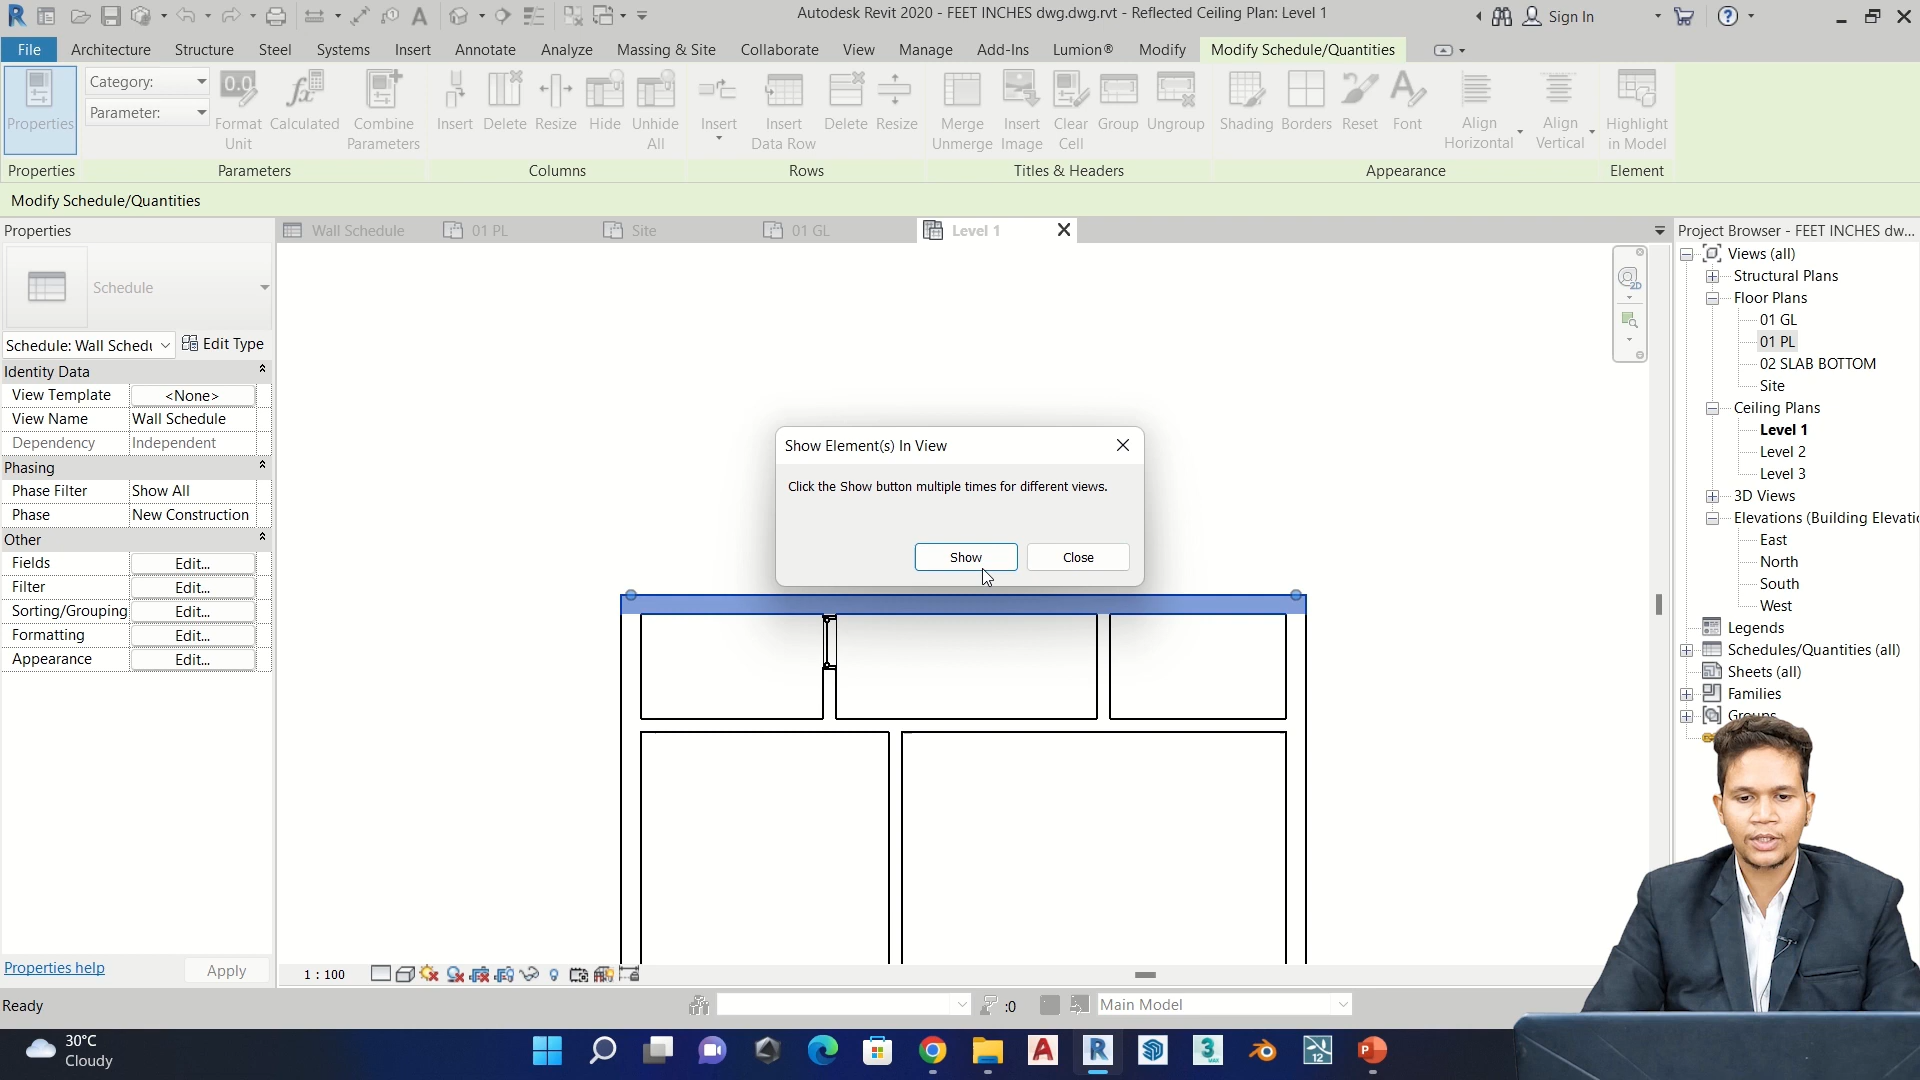 Autodesk Revit 2020 - FEET INCHES dwg.dwg.rvt - Reflected Ceiling Plan: Level 1
Sign In
File Architecture Structure Steel Systems Insert Annotate Analyze Massing & Site Collaborate View Manage Add-Ins Lumion® Modify Modify Schedule/Quantities
Properties
Category:
Parameter:
Format Unit
Calculated
Combine Parameters
Insert
Delete
Resize
Hide
Unhide All
Insert
Insert Data Row
Delete
Resize
Merge Unmerge
Insert Image
Clear Cell
Group
Ungroup
Shading
Borders
Reset
Font
Align Horizontal
Align Vertical
Highlight in Model
Properties Parameters Columns Rows Titles & Headers Appearance Element
Modify Schedule/Quantities
Properties
Schedule
Schedule: Wall Schedu
Edit Type
Identity Data
View Template <None>
View Name Wall Schedule
Dependency Independent
Phasing
Phase Filter Show All
Phase New Construction
Other
Fields Edit...
Filter Edit...
Sorting/Grouping Edit...
Formatting Edit...
Appearance Edit...
Properties help
Apply
Wall Schedule 01 PL Site 01 GL Level 1
2D
Show Element(s) In View
Click the Show button multiple times for different views.
Show
Close
1 : 100
Project Browser - FEET INCHES dw...
Views (all)
Structural Plans
Floor Plans
01 GL
01 PL
02 SLAB BOTTOM
Site
Ceiling Plans
Level 1
Level 2
Level 3
3D Views
Elevations (Building Elevatio
East
North
South
West
Legends
Schedules/Quantities (all)
Sheets (all)
Families
Groups
Ready
:0
Main Model
30°C
Cloudy